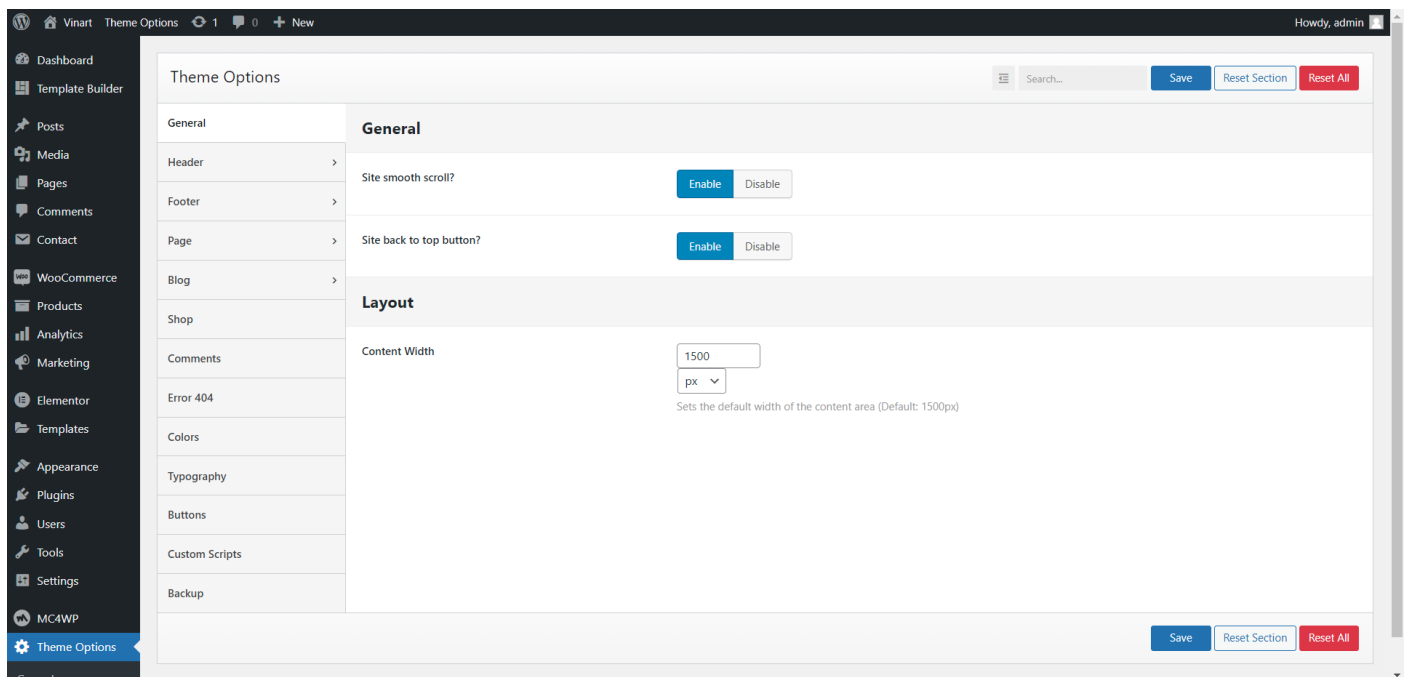 Vinart Theme Options 1 0 New
Howdy, admin
Dashboard
Template Builder
Posts
Media
Pages
Comments
Contact
WooCommerce
Products
Analytics
Marketing
Elementor
Templates
Appearance
Plugins
Users
Tools
Settings
MC4WP
Theme Options
Theme Options
Search...
Save
Reset Section
Reset All
General
Header
Footer
Page
Blog
Shop
Comments
Error 404
Colors
Typography
Buttons
Custom Scripts
Backup
General
Site smooth scroll?
Enable Disable
Site back to top button?
Enable Disable
Layout
Content Width
1500
px
Sets the default width of the content area (Default: 1500px)
Save
Reset Section
Reset All